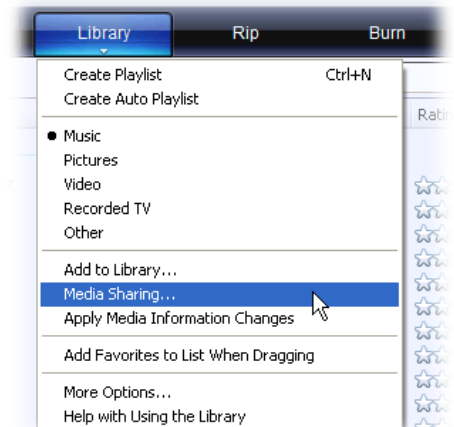 Library Rip Burn
Create Playlist Ctrl+N
Create Auto Playlist
Music
Pictures
Video
Recorded TV
Other
Add to Library...
Media Sharing...
Apply Media Information Changes
Add Favorites to List When Dragging
More Options...
Help with Using the Library